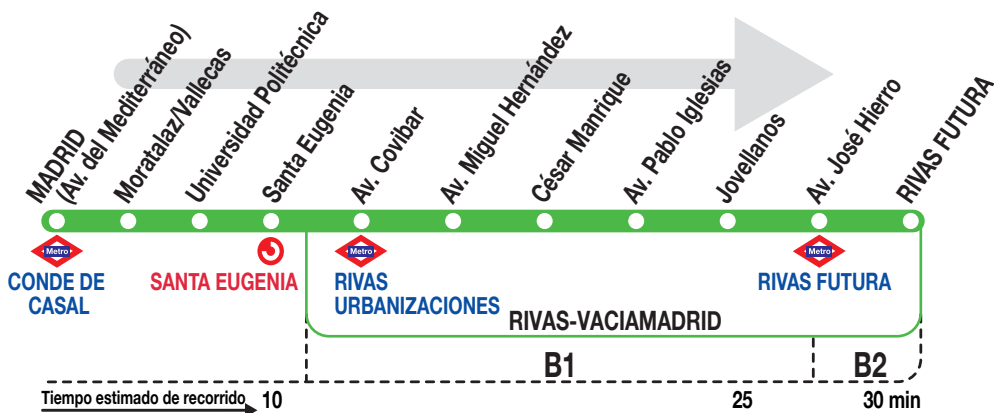 MADRID
(Av. del Mediterráneo)
Moratalaz/Vallecas
Universidad Politécnica
Santa Eugenia
Av. Covibar
Av. Miguel Hernández
César Manrique
Av. Pablo Iglesias
Jovellanos
Av. José Hierro
RIVAS FUTURA
Metro
CONDE DE
CASAL
SANTA EUGENIA
Metro
RIVAS
URBANIZACIONES
Metro
RIVAS FUTURA
RIVAS-VACIAMADRID
B1
B2
Tiempo estimado de recorrido 10 25 30 min